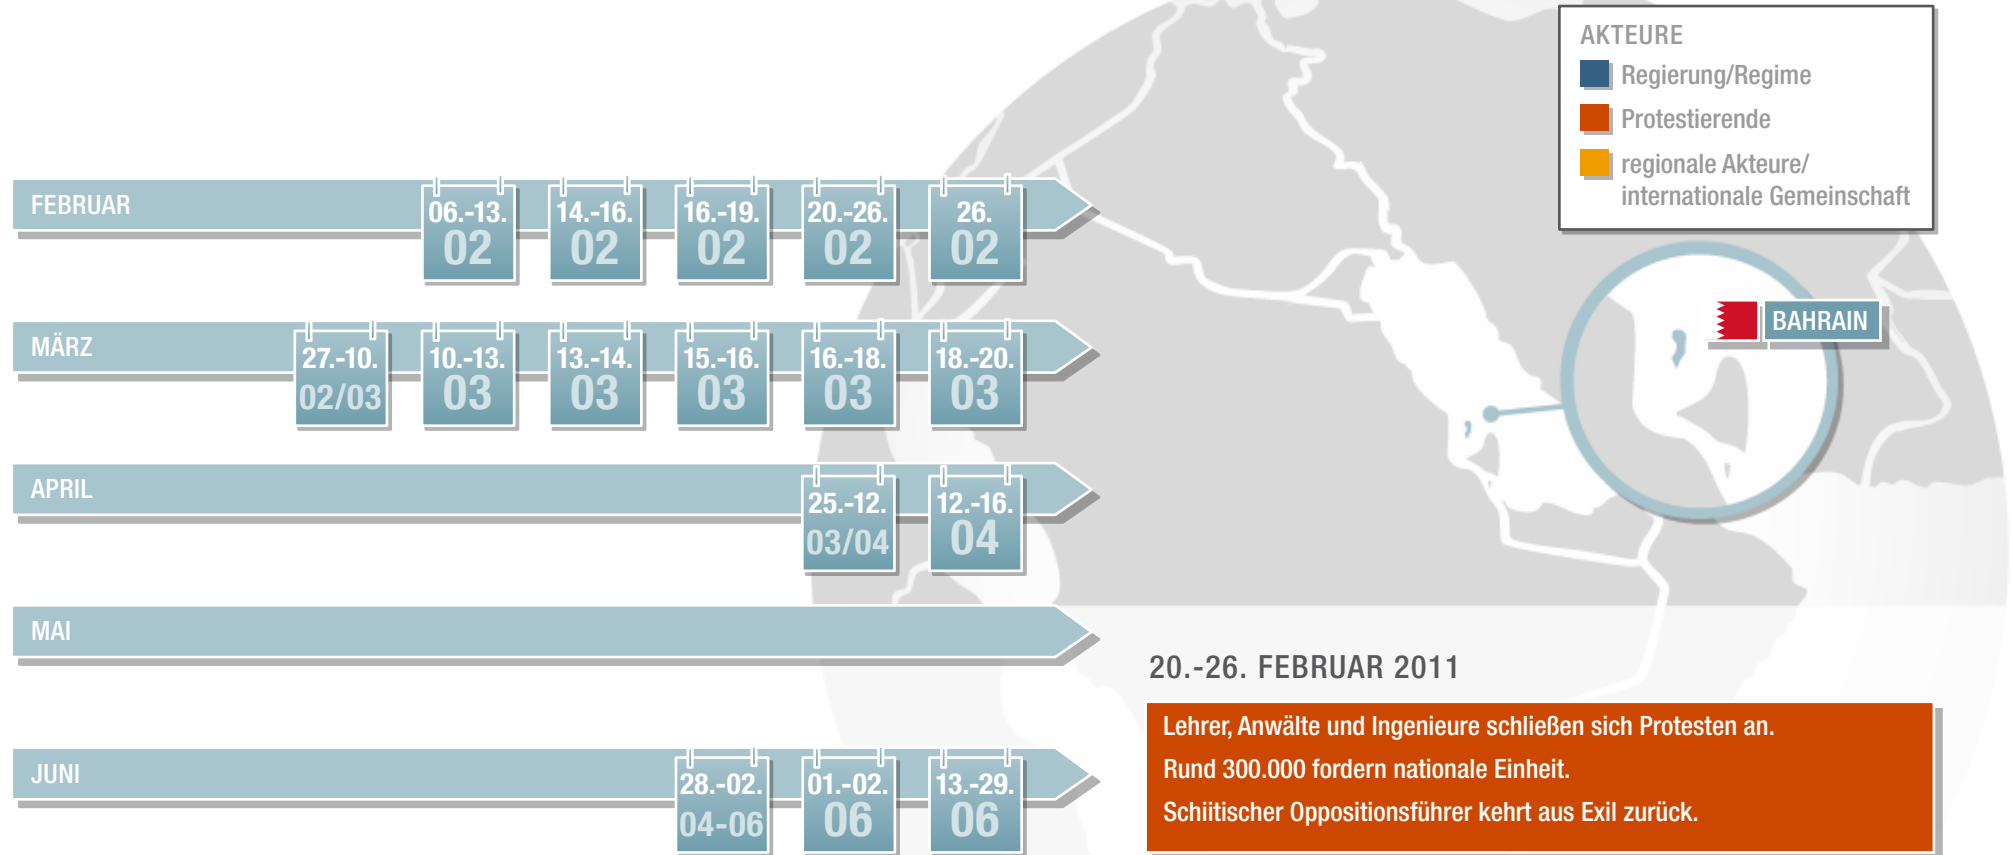 AKTEURE
Regierung/Regime
Protestierende
regionale Akteure/
internationale Gemeinschaft
FEBRUAR
06.-13.
02
14.-16.
02
16.-19.
02
20.-26.
02
26.
02
BAHRAIN
MÄRZ
27.-10.
02/03
10.-13.
03
13.-14.
03
15.-16.
03
16.-18.
03
18.-20.
03
APRIL
25.-12.
03/04
12.-16.
04
MAI
JUNI
28.-02.
04-06
01.-02.
06
13.-29.
06
20.-26. FEBRUAR 2011
Lehrer, Anwälte und Ingenieure schließen sich Protesten an.
Rund 300.000 fordern nationale Einheit.
Schiitischer Oppositionsführer kehrt aus Exil zurück.